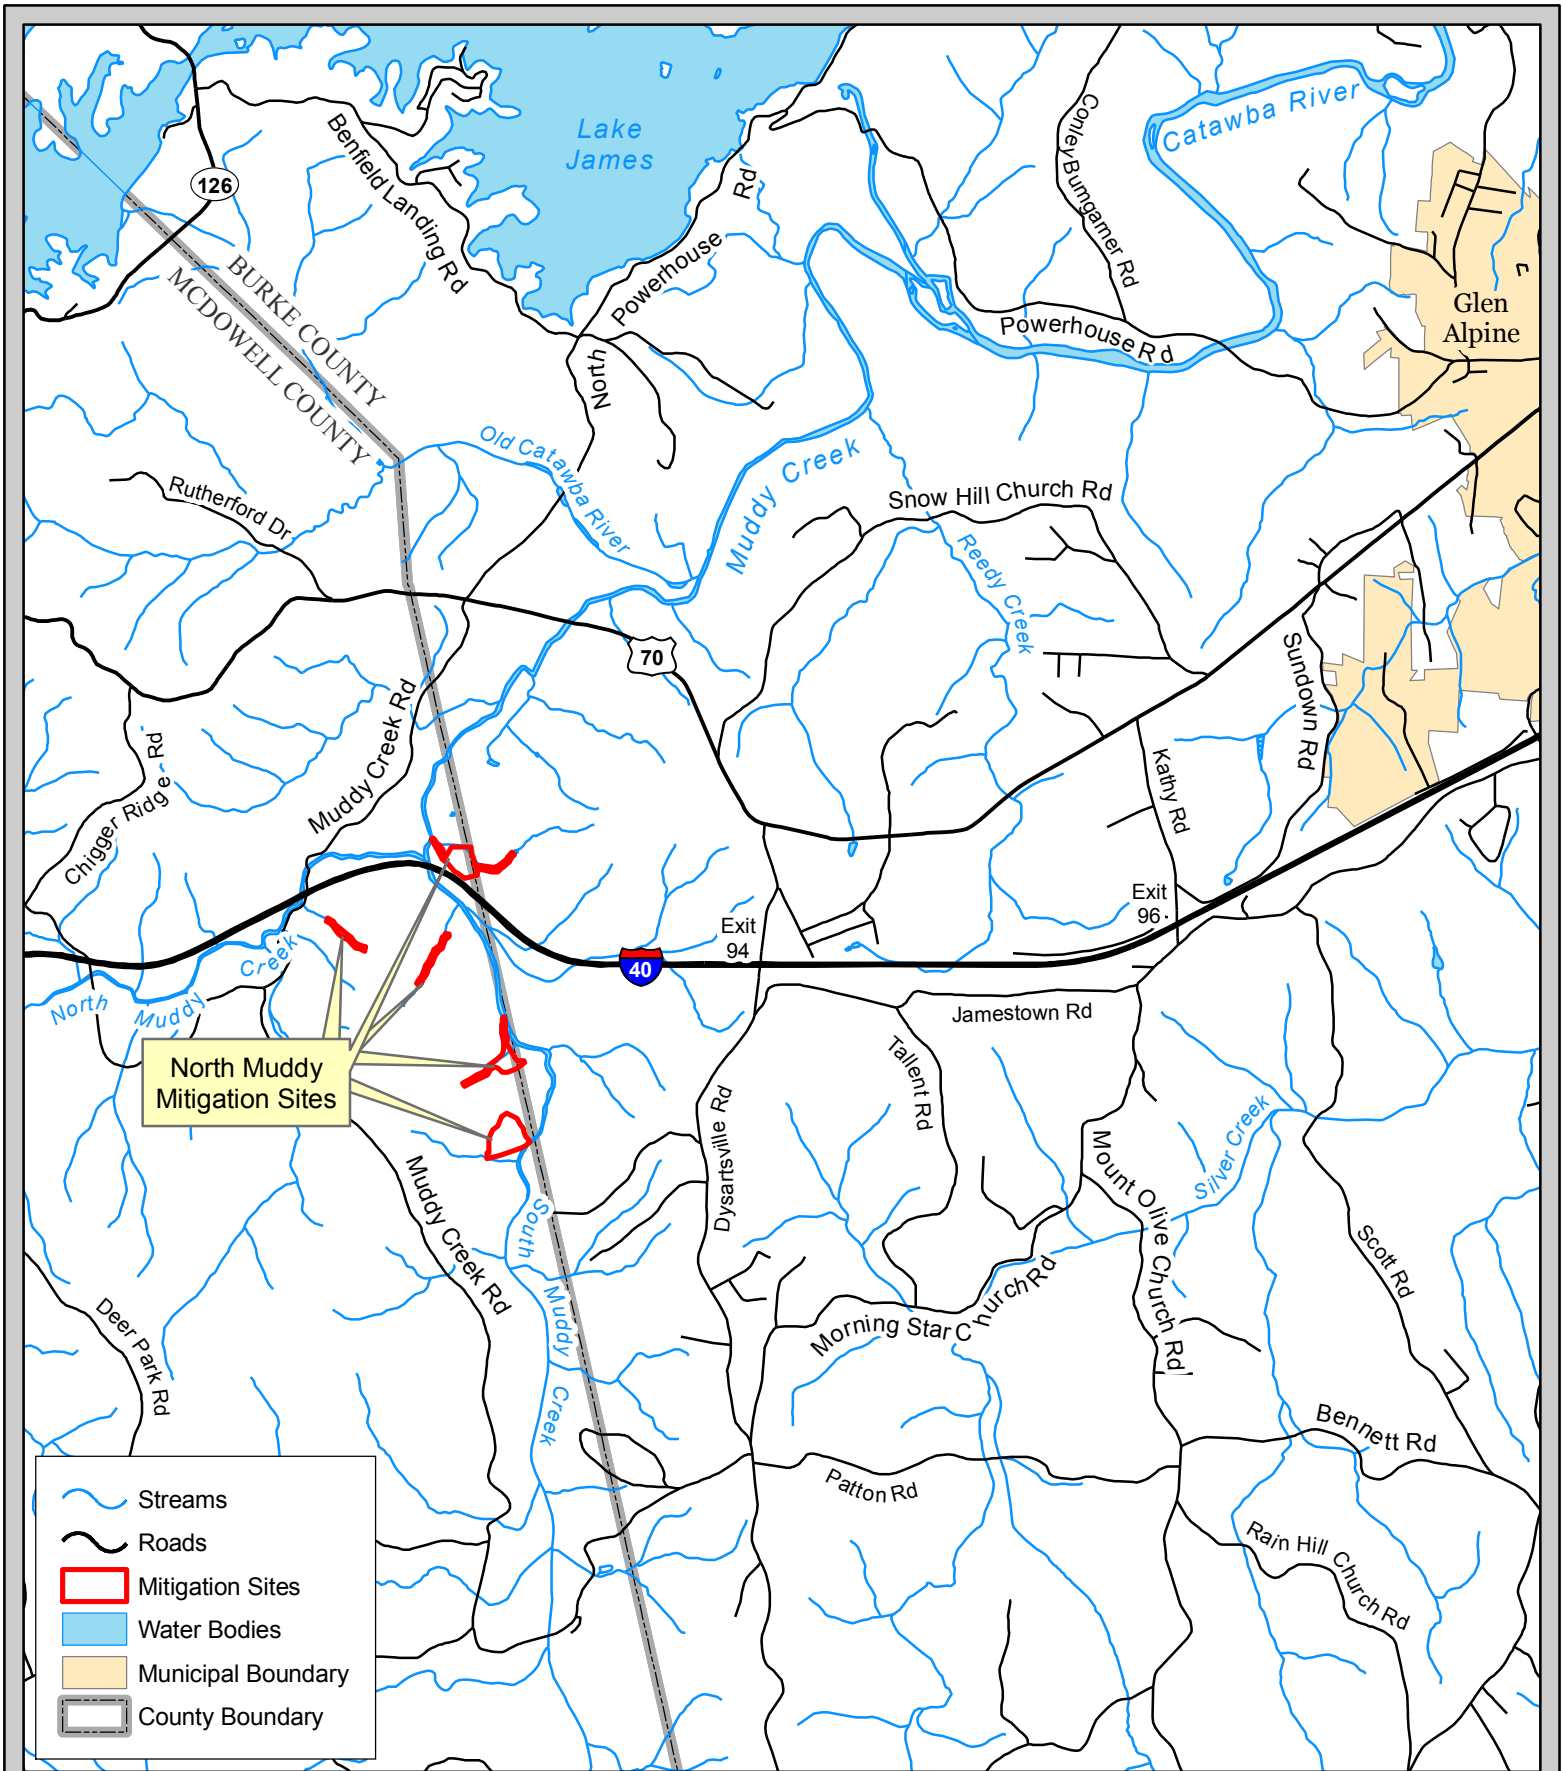 Lake
James
Catawba River
Conley Bumgarner Rd
Benfield Landing Rd
126
Powerhouse Rd
BURKE COUNTY
MCDOWELL COUNTY
Glen
Alpine
Powerhouse Rd
North
Old Catawba River
Muddy Creek
Snow Hill Church Rd
Rutherford Dr
Reedy Creek
70
Sundown Rd
Muddy Creek Rd
Chigger Ridge Rd
Kathy Rd
Exit
96
Exit
94
40
North Muddy Creek
Jamestown Rd
Tallent Rd
North Muddy
Mitigation Sites
Dysartsville Rd
Silver Creek
Mount Olive Church Rd
Muddy Creek Rd
South Muddy Creek
Scott Rd
Morning Star Church Rd
Deer Park Rd
Bennett Rd
Patton Rd
Rain Hill Church Rd
Streams
Roads
Mitigation Sites
Water Bodies
Municipal Boundary
County Boundary